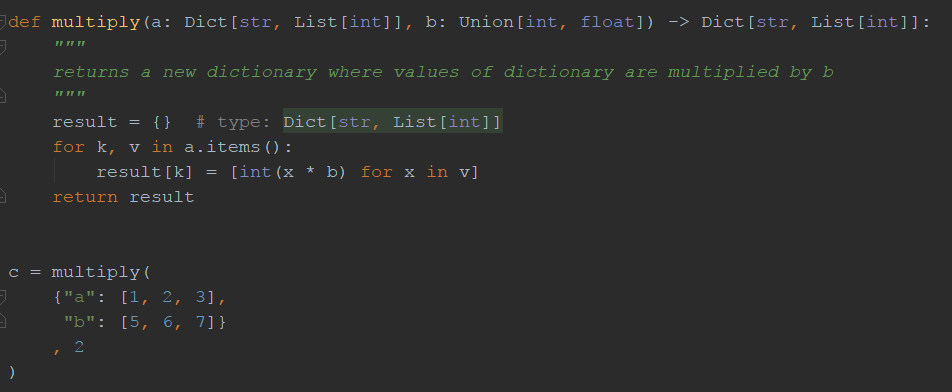 def multiply(a: Dict[str, List[int]], b: Union[int, float]) -> Dict[str, List[int]]:
    """
    returns a new dictionary where values of dictionary are multiplied by b
    """
    result = {}  # type: Dict[str, List[int]]
    for k, v in a.items():
        result[k] = [int(x * b) for x in v]
    return result
c = multiply(
    {"a": [1, 2, 3],
     "b": [5, 6, 7]}
    , 2
)